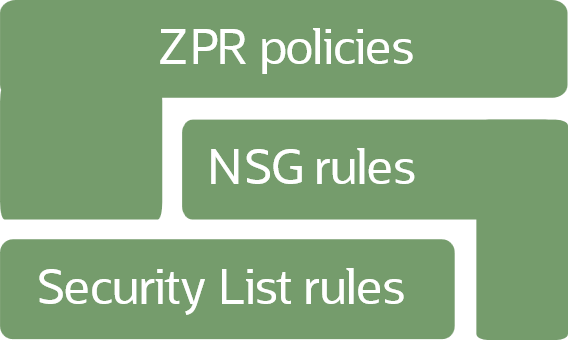 ZPR policies
NSG rules
Security List rules